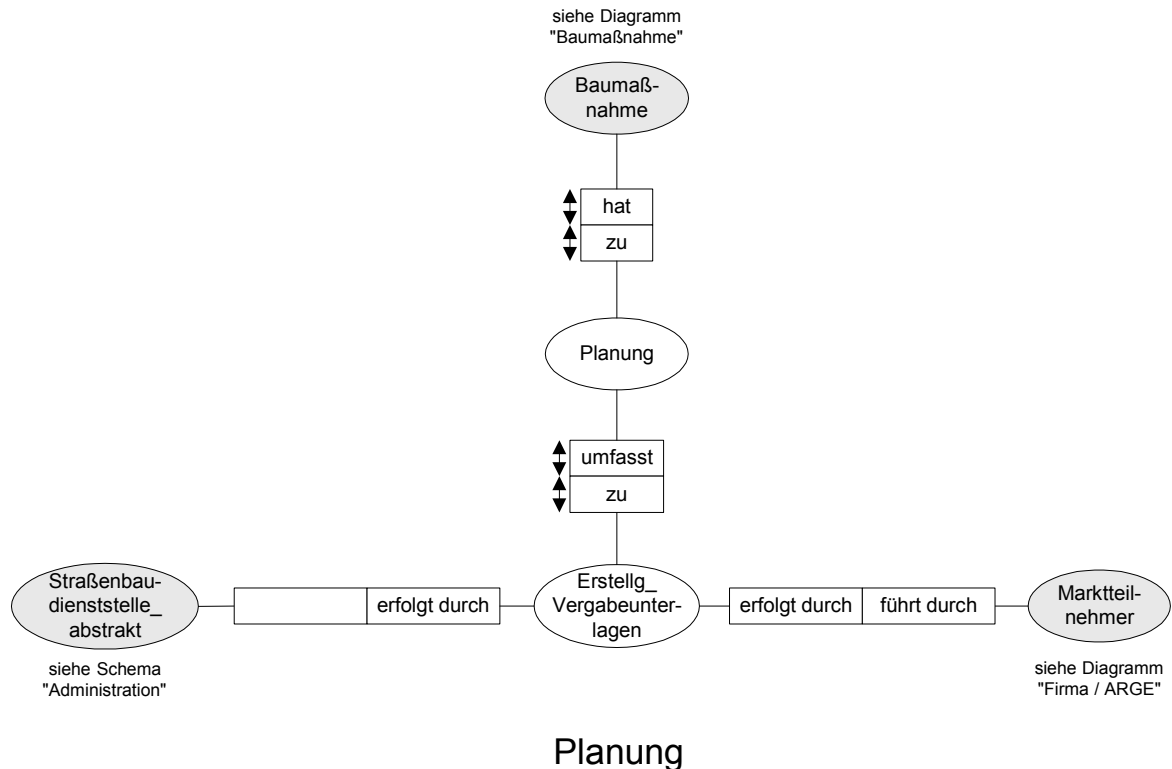 siehe Diagramm
"Baumaßnahme"
Baumaß-
nahme
hat
zu
Planung
umfasst
zu
Straßenbau-
dienststelle_
abstrakt
erfolgt durch
Erstellg_
Vergabeunter-
lagen
erfolgt durch
führt durch
Marktteil-
nehmer
siehe Schema
"Administration"
siehe Diagramm
"Firma / ARGE"
Planung